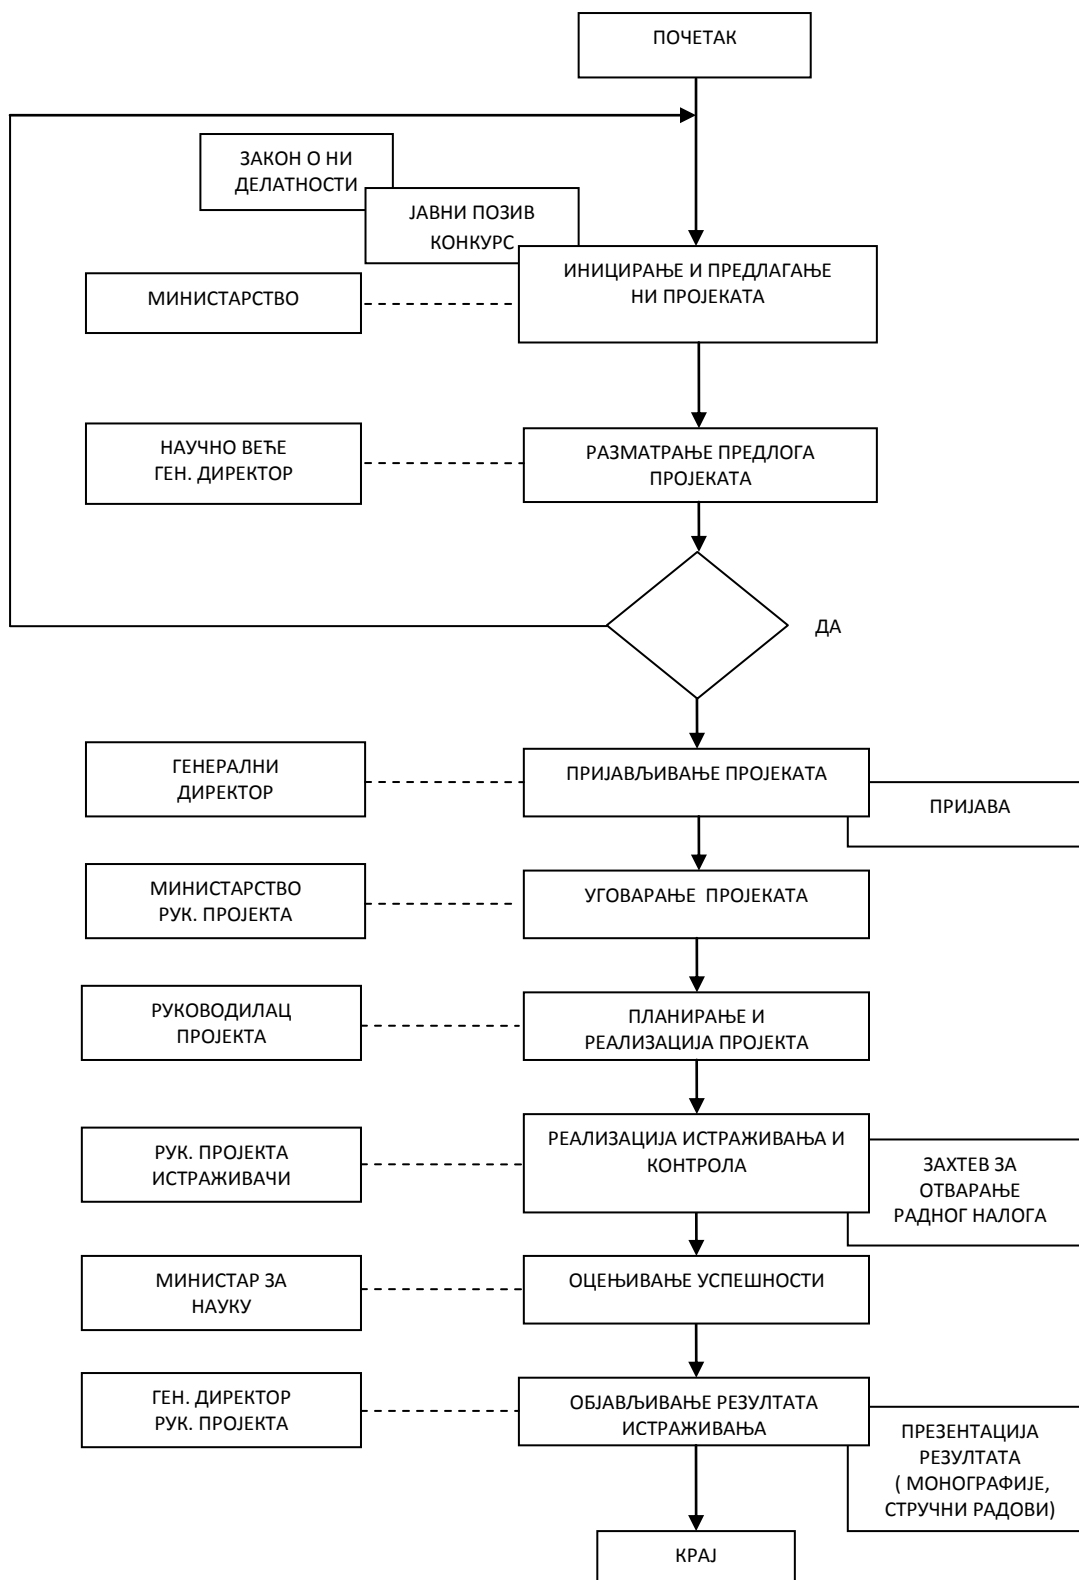 ПОЧЕТАК
ЗАКОН О НИ
ДЕЛАТНОСТИ
ЈАВНИ ПОЗИВ
КОНКУРС
ИНИЦИРАЊЕ И ПРЕДЛАГАЊЕ
НИ ПРОЈЕКАТА
МИНИСТАРСТВО
НАУЧНО ВЕЋЕ
ГЕН. ДИРЕКТОР
РАЗМАТРАЊЕ ПРЕДЛОГА
ПРОЈЕКАТА
ДА
ГЕНЕРАЛНИ
ДИРЕКТОР
ПРИЈАВЉИВАЊЕ ПРОЈЕКАТА
ПРИЈАВА
МИНИСТАРСТВО
РУК. ПРОЈЕКТА
УГОВАРАЊЕ ПРОЈЕКАТА
РУКОВОДИЛАЦ
ПРОЈЕКТА
ПЛАНИРАЊЕ И
РЕАЛИЗАЦИЈА ПРОЈЕКТА
РУК. ПРОЈЕКТА
ИСТРАЖИВАЧИ
РЕАЛИЗАЦИЈА ИСТРАЖИВАЊА И
КОНТРОЛА
ЗАХТЕВ ЗА
ОТВАРАЊЕ
РАДНОГ НАЛОГА
МИНИСТАР ЗА
НАУКУ
ОЦЕЊИВАЊЕ УСПЕШНОСТИ
ГЕН. ДИРЕКТОР
РУК. ПРОЈЕКТА
ОБЈАВЉИВАЊЕ РЕЗУЛТАТА
ИСТРАЖИВАЊА
ПРЕЗЕНТАЦИЈА
РЕЗУЛТАТА
( МОНОГРАФИЈЕ,
СТРУЧНИ РАДОВИ)
КРАЈ